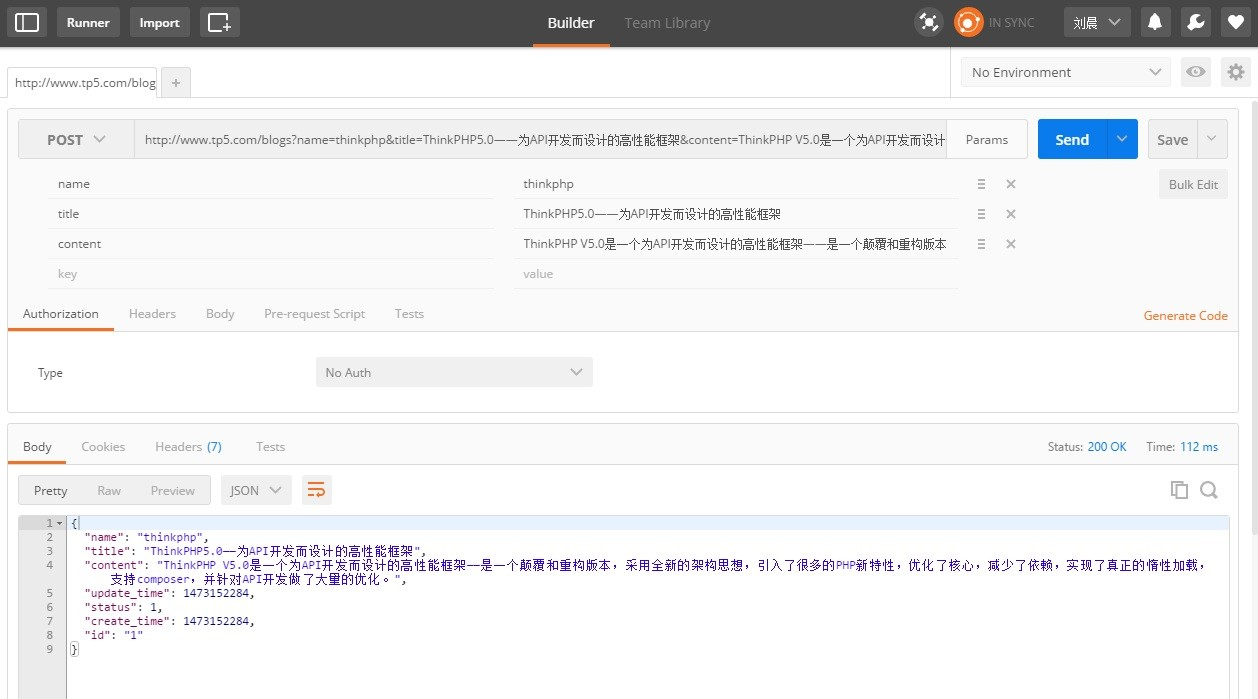 Runner Import Builder Team Library IN SYNC 刘晨
http://www.tp5.com/blog + No Environment
POST http://www.tp5.com/blogs?name=thinkphp&title=ThinkPHP5.0——为API开发而设计的高性能框架&content=ThinkPHP V5.0是一个为API开发而设计 Params Send Save
name thinkphp Bulk Edit
title ThinkPHP5.0——为API开发而设计的高性能框架
content ThinkPHP V5.0是一个为API开发而设计的高性能框架——是一个颠覆和重构版本
key value
Authorization Headers Body Pre-request Script Tests Generate Code
Type No Auth
Body Cookies Headers (7) Tests Status: 200 OK Time: 112 ms
Pretty Raw Preview JSON
1 {
2 "name": "thinkphp",
3 "title": "ThinkPHP5.0——为API开发而设计的高性能框架",
4 "content": "ThinkPHP V5.0是一个为API开发而设计的高性能框架——是一个颠覆和重构版本，采用全新的架构思想，引入了很多的PHP新特性，优化了核心，减少了依赖，实现了真正的惰性加载，
支持composer，并针对API开发做了大量的优化。",
5 "update_time": 1473152284,
6 "status": 1,
7 "create_time": 1473152284,
8 "id": "1"
9 }